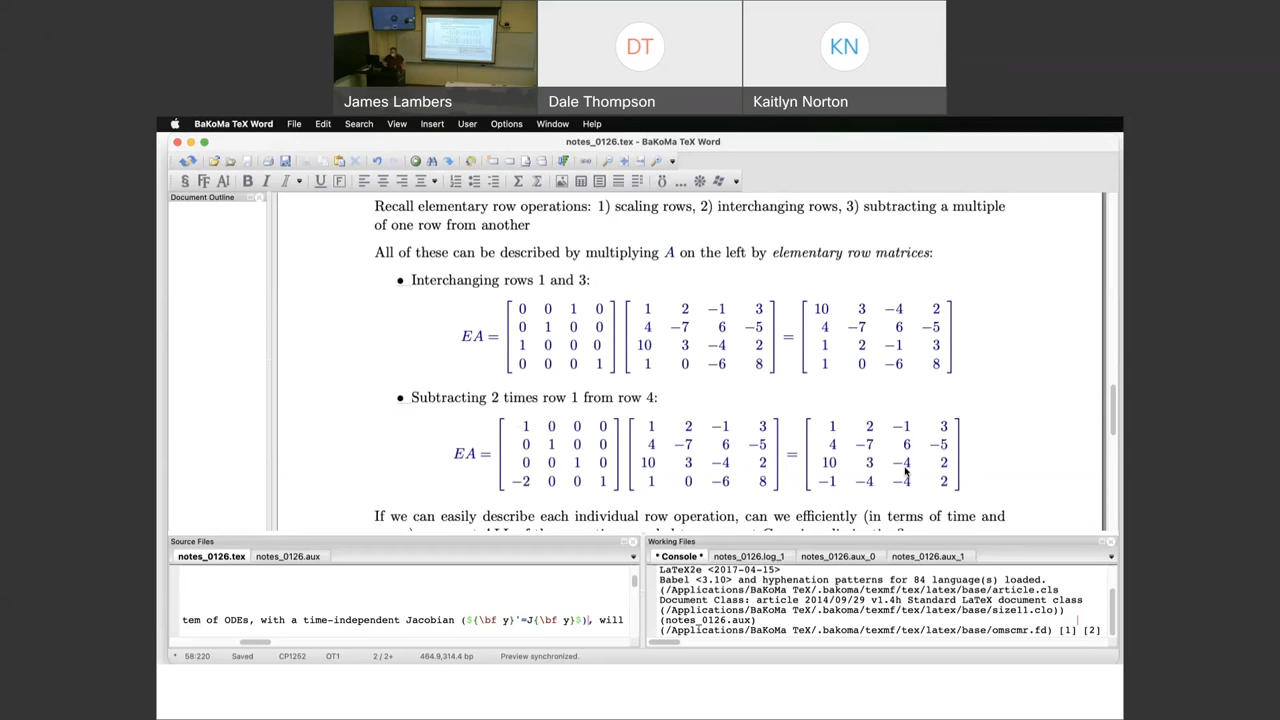 DT
KN
James Lambers
Dale Thompson
Kaitlyn Norton
BaKoMa TeX Word File Edit Search View Insert User Options Window Help
notes_0126.tex - BaKoMa TeX Word
Document Outline
Recall elementary row operations: 1) scaling rows, 2) interchanging rows, 3) subtracting a multiple
of one row from another
All of these can be described by multiplying A on the left by elementary row matrices:
• Interchanging rows 1 and 3:
EA = [ 0 0 1 0 ] [ 1 2 −1 3 ] = [ 10 3 −4 2 ]
[ 0 1 0 0 ] [ 4 −7 6 −5 ] [ 4 −7 6 −5 ]
[ 1 0 0 0 ] [ 10 3 −4 2 ] [ 1 2 −1 3 ]
[ 0 0 0 1 ] [ 1 0 −6 8 ] [ 1 0 −6 8 ]
• Subtracting 2 times row 1 from row 4:
EA = [ 1 0 0 0 ] [ 1 2 −1 3 ] = [ 1 2 −1 3 ]
[ 0 1 0 0 ] [ 4 −7 6 −5 ] [ 4 −7 6 −5 ]
[ 0 0 1 0 ] [ 10 3 −4 2 ] [ 10 3 −4 2 ]
[ −2 0 0 1 ] [ 1 0 −6 8 ] [ −1 −4 −4 2 ]
If we can easily describe each individual row operation, can we efficiently (in terms of time and
Source Files
notes_0126.tex notes_0126.aux
tem of ODEs, with a time-independent Jacobian (${\bf y}'=J{\bf y}$), will
Working Files
* Console * notes_0126.log_1 notes_0126.aux_0 notes_0126.aux_1
LaTeX2e <2017-04-15>
Babel <3.10> and hyphenation patterns for 84 language(s) loaded.
(/Applications/BaKoMa TeX/.bakoma/texmf/tex/latex/base/article.cls
Document Class: article 2014/09/29 v1.4h Standard LaTeX document class
(/Applications/BaKoMa TeX/.bakoma/texmf/tex/latex/base/size11.clo))
(notes_0126.aux)
(/Applications/BaKoMa TeX/.bakoma/texmf/tex/latex/base/omscmr.fd) [1] [2]
* 58:220 Saved CP1252 OT1 2 / 2+ 464.9,314.4 bp Preview synchronized.